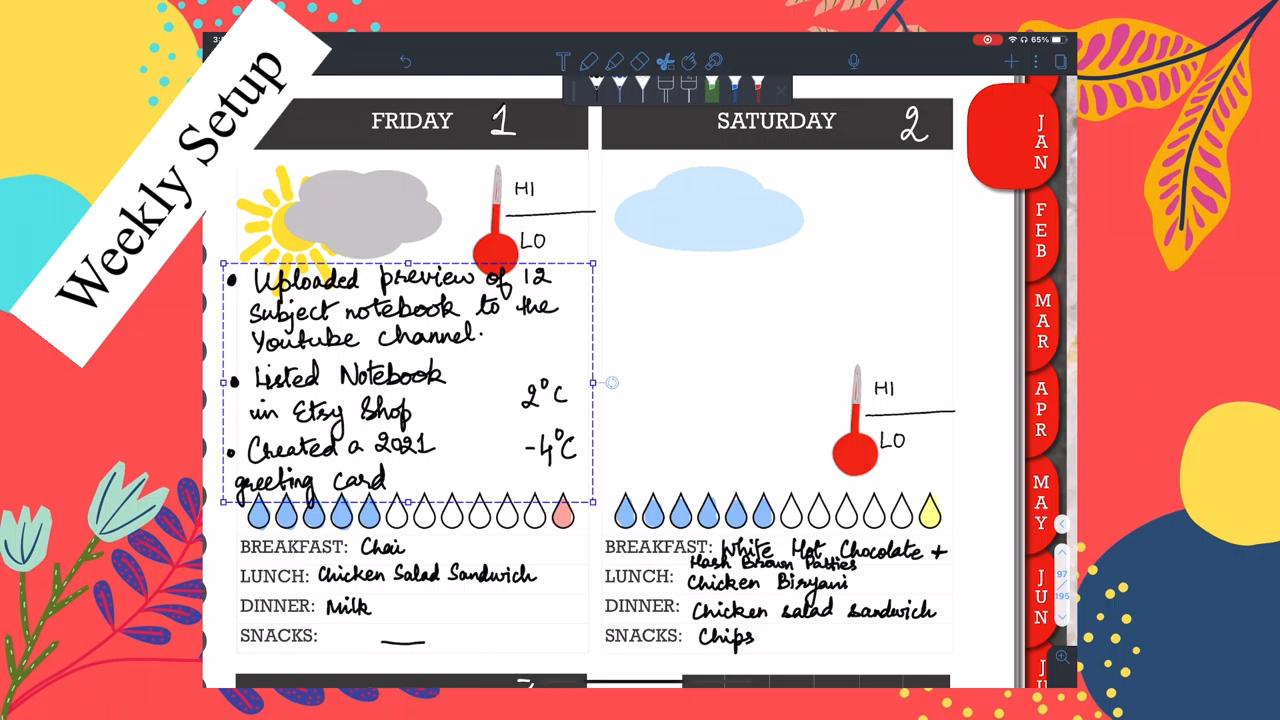 Weekly Setup
65%
FRIDAY 1
SATURDAY 2
HI
LO
HI
LO
• Uploaded preview of 12
subject notebook to the
Youtube channel.
• Listed Notebook
in Etsy Shop
2°C
• Created a 2021
-4°C
greeting card
BREAKFAST: Chai
LUNCH: Chicken Salad Sandwich
DINNER: Milk
SNACKS:
BREAKFAST: White Hot Chocolate +
Hash Brown Patties
LUNCH: Chicken Biryani
DINNER: Chicken salad sandwich
SNACKS: Chips
JAN
FEB
MAR
APR
MAY
JUN
97
195